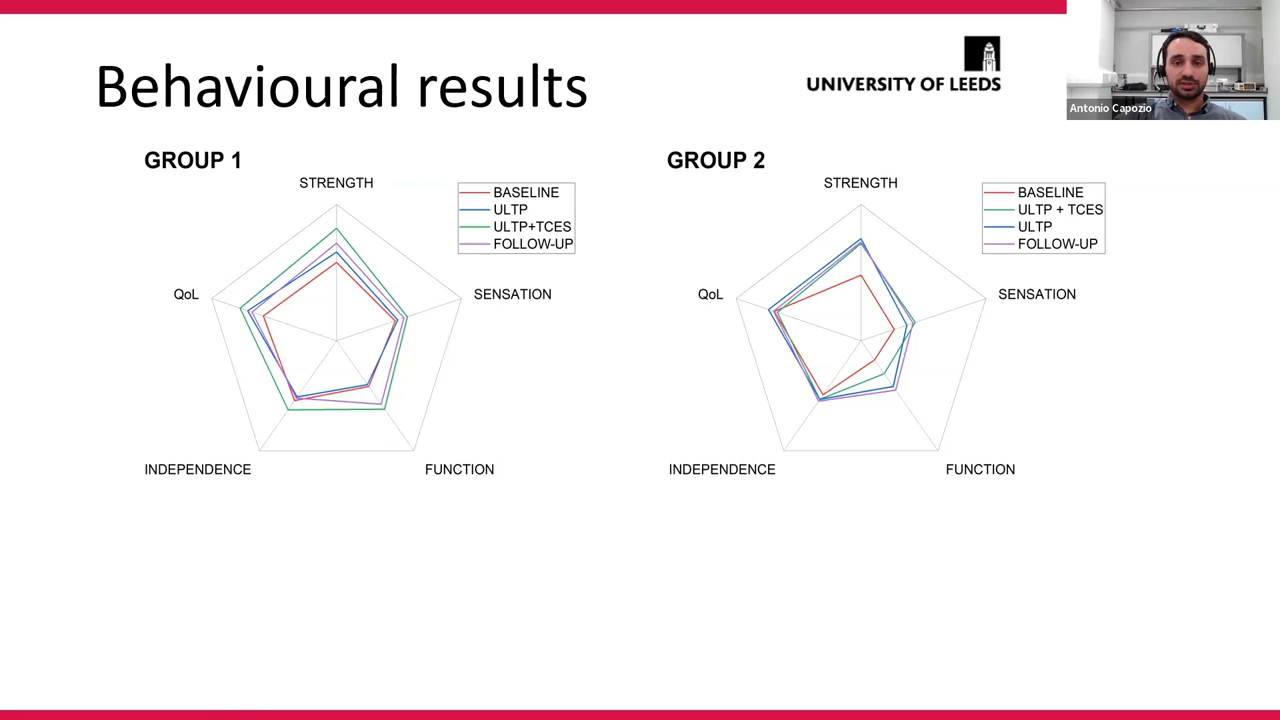 Behavioural results
UNIVERSITY OF LEEDS
Antonio Capozio
GROUP 1
STRENGTH
BASELINE
ULTP
ULTP+TCES
FOLLOW-UP
QoL
SENSATION
INDEPENDENCE
FUNCTION
GROUP 2
STRENGTH
BASELINE
ULTP + TCES
ULTP
FOLLOW-UP
QoL
SENSATION
INDEPENDENCE
FUNCTION